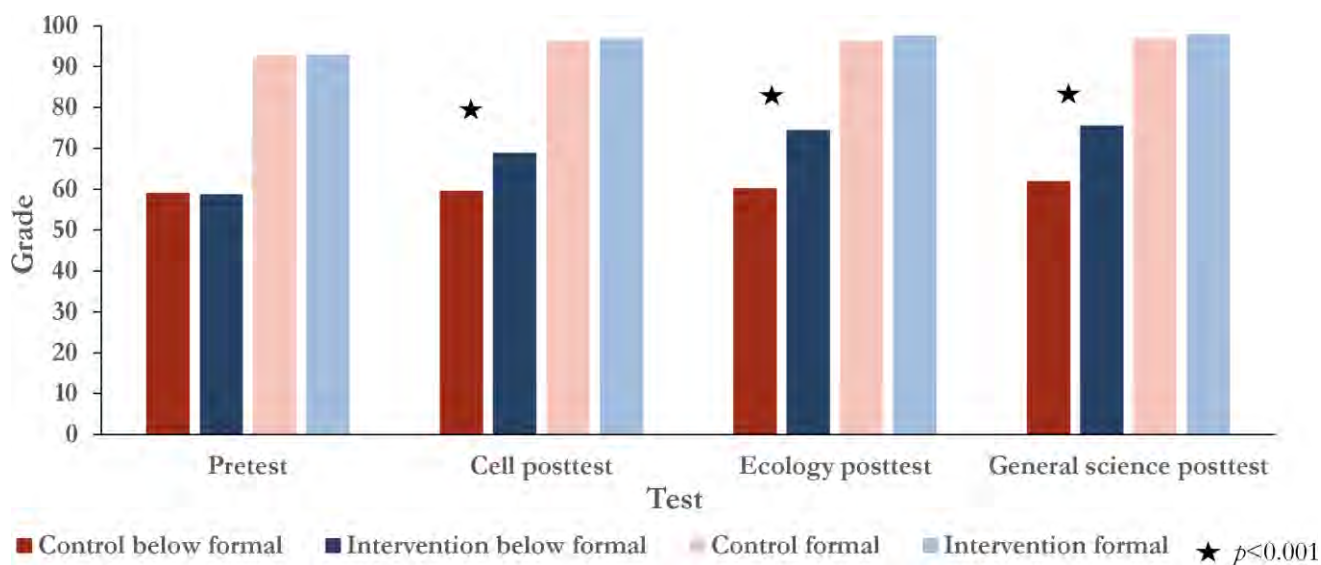 100
90
80
70
60
50
40
30
20
10
0
Grade
Pretest
Cell posttest
Ecology posttest
General science posttest
Test
Control below formal
Intervention below formal
Control formal
Intervention formal
★ p<0.001